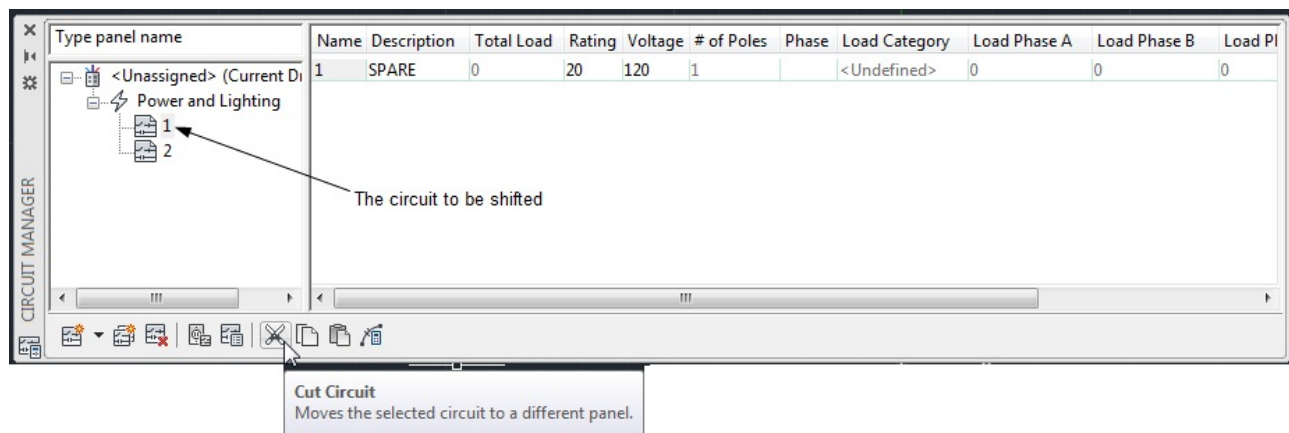 Type panel name
Name Description Total Load Rating Voltage # of Poles Phase Load Category Load Phase A Load Phase B Load Pl
<Unassigned> (Current Dr
1 SPARE 0 20 120 1 <Undefined> 0 0 0
Power and Lighting
1
2
The circuit to be shifted
CIRCUIT MANAGER
Cut Circuit
Moves the selected circuit to a different panel.